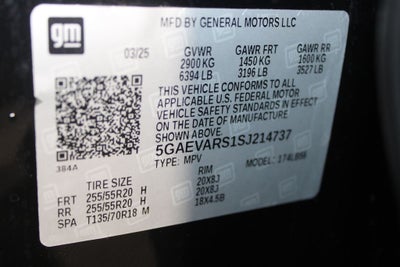 gm
MFD BY GENERAL MOTORS LLC
03/25
GVWR GAWR FRT GAWR RR
2900 KG 1450 KG 1600 KG
6394 LB 3196 LB 3527 LB
THIS VEHICLE CONFORMS TO ALL
APPLICABLE U.S. FEDERAL MOTOR
VEHICLE SAFETY STANDARDS IN EFFECT
ON THE DATE OF MANUFACTURE
SHOWN ABOVE.
5GAEVARS1SJ214737
384A TYPE: MPV MODEL:
TIRE SIZE RIM
FRT 255/55R20 H 20X8J
RR 255/55R20 H 20X8J
SPA T135/70R18 M 18X4.5B